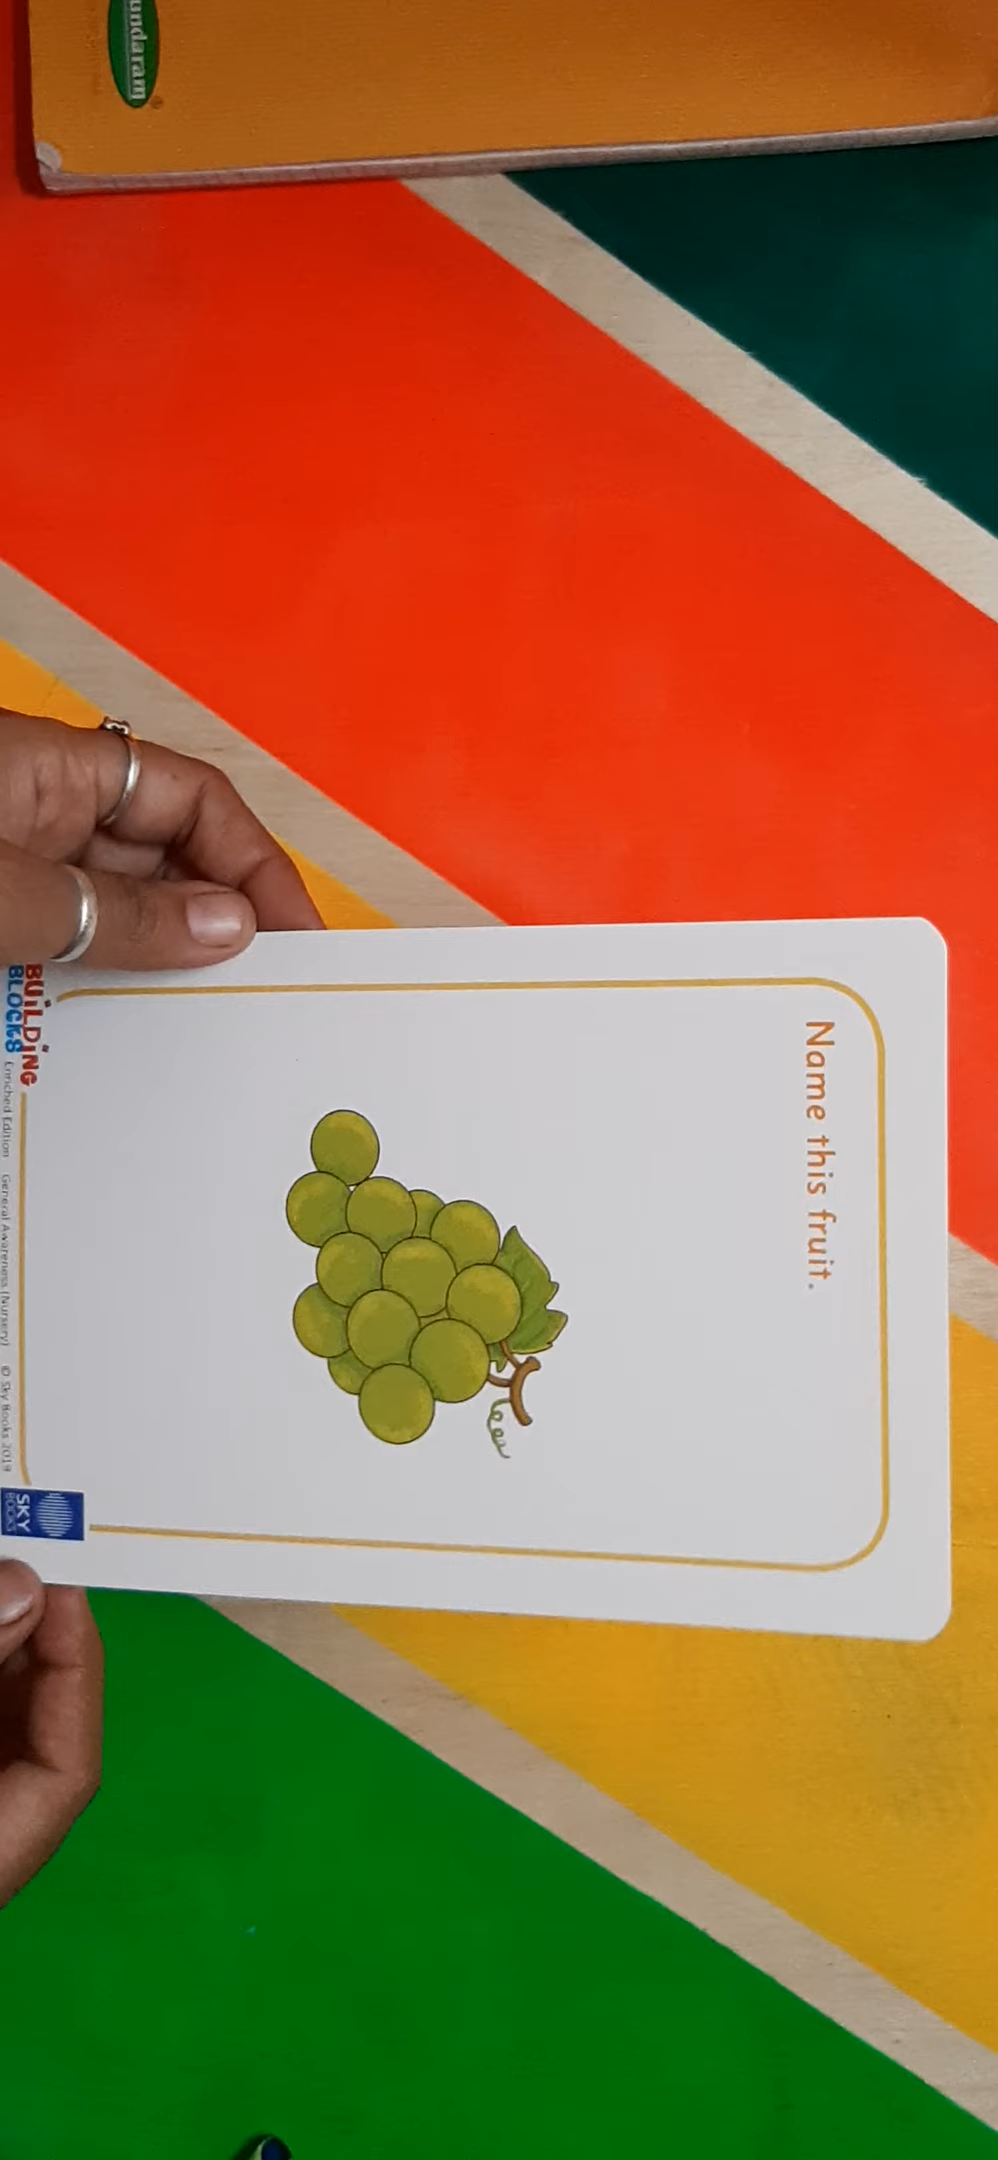 undaram
Name this fruit.
BUiLDiNG
BLOCKS
Enriched Edition General Awareness (Nursery) © Sky Books 2019
SKY
BOOKS